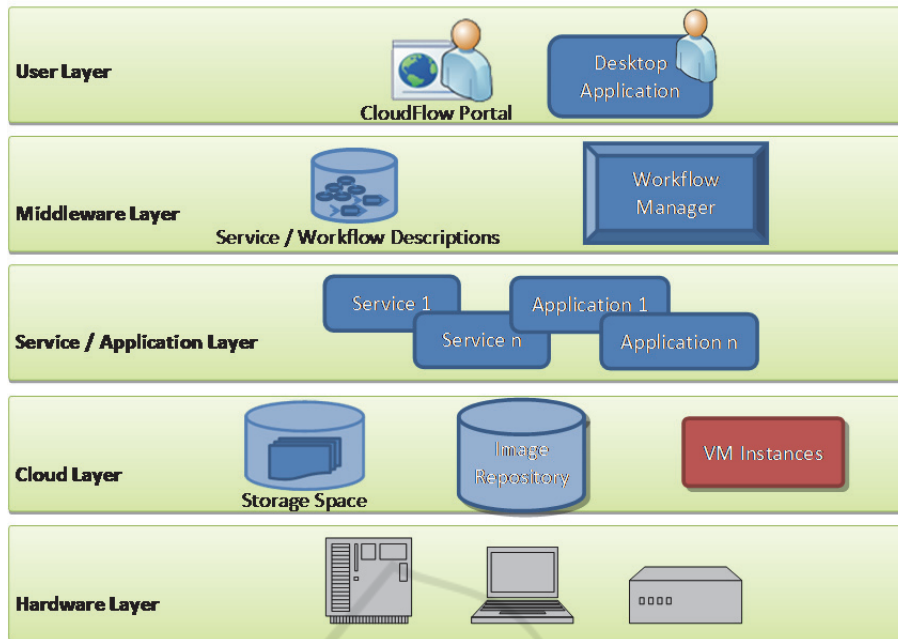 User Layer
CloudFlow Portal
Desktop
Application
Middleware Layer
Service / Workflow Descriptions
Workflow
Manager
Service / Application Layer
Service 1
Service n
Application 1
Application n
Cloud Layer
Storage Space
Image
Repository
VM Instances
Hardware Layer